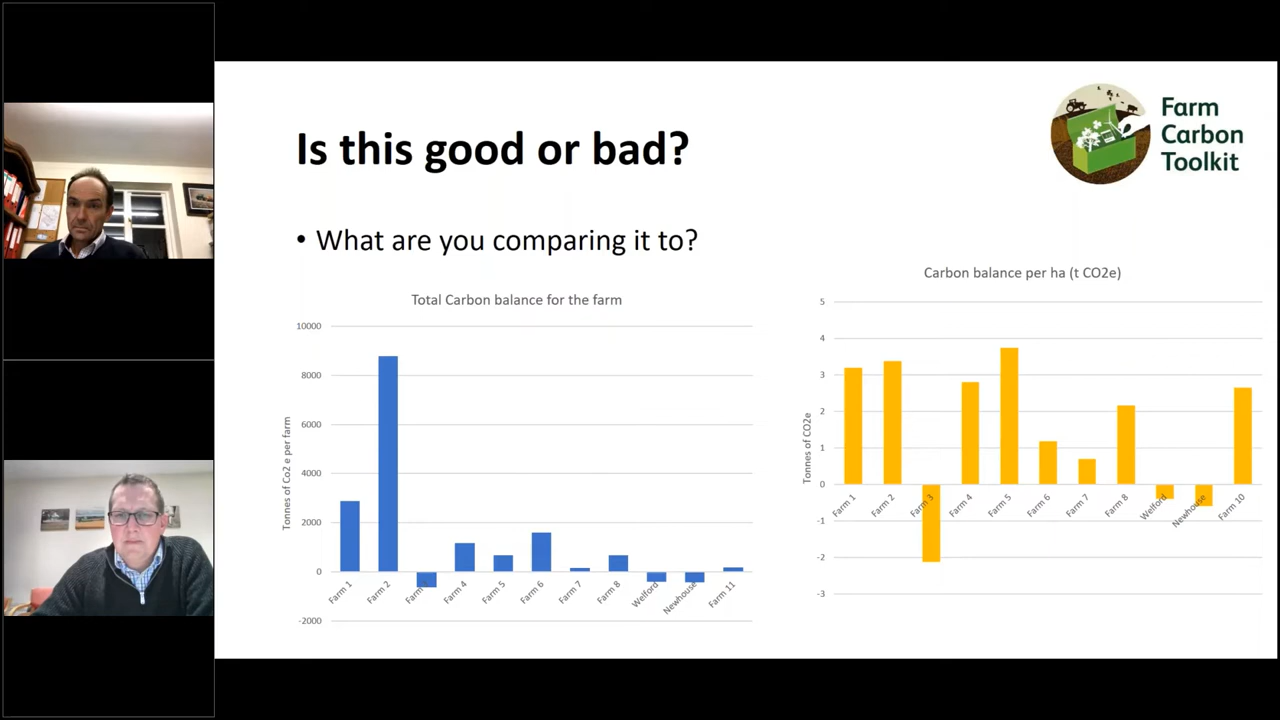 Is this good or bad?
Farm
Carbon
Toolkit
• What are you comparing it to?
Total Carbon balance for the farm
Tonnes of Co2 e per farm
10000
8000
6000
4000
2000
0
-2000
Farm 1
Farm 2
Farm 3
Farm 4
Farm 5
Farm 6
Farm 7
Farm 8
Welford
Newhouse
Farm 11
Carbon balance per ha (t CO2e)
Tonnes of CO2e
5
4
3
2
1
0
-1
-2
-3
Farm 1
Farm 2
Farm 3
Farm 4
Farm 5
Farm 6
Farm 7
Farm 8
Welford
Newhouse
Farm 10